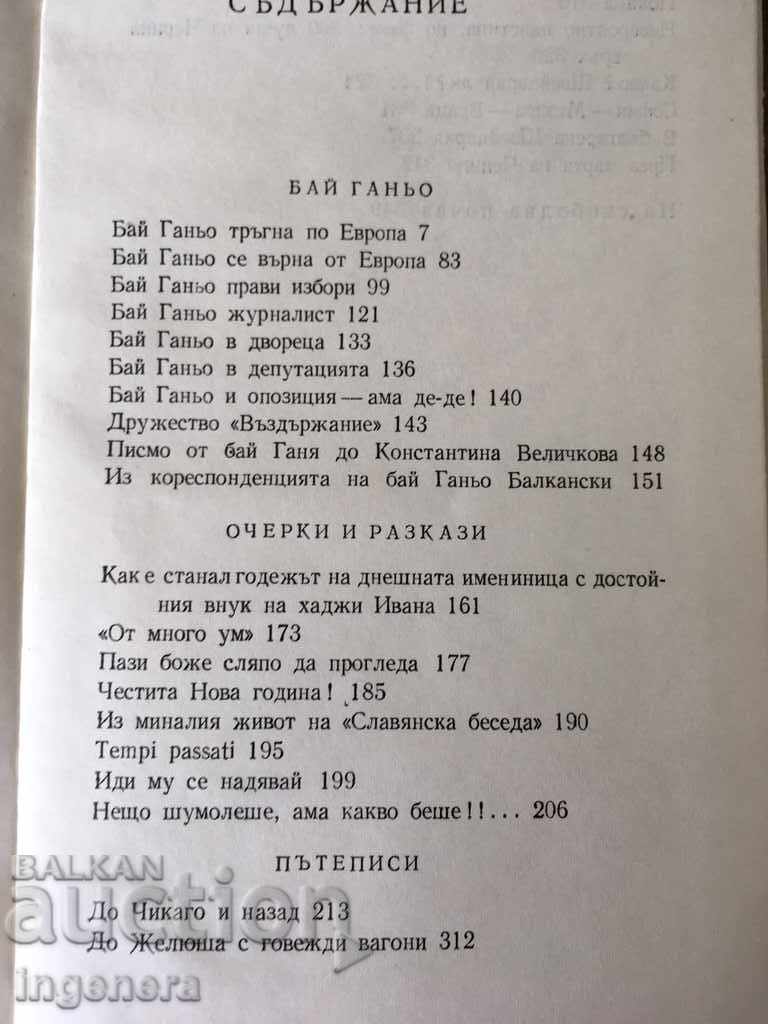 СЪДЪРЖАНИЕ
БАЙ ГАНЬО
Бай Ганьо тръгна по Европа 7
Бай Ганьо се върна от Европа 83
Бай Ганьо прави избори 99
Бай Ганьо журналист 121
Бай Ганьо в двореца 133
Бай Ганьо в депутацията 136
Бай Ганьо и опозиция — ама де-де! 140
Дружество «Въздържание» 143
Писмо от бай Ганя до Константина Величкова 148
Из кореспонденцията на бай Ганьо Балкански 151
ОЧЕРКИ И РАЗКАЗИ
Как е станал годежът на днешната имениница с достой-
ния внук на хаджи Ивана 161
«От много ум» 173
Пази боже сляпо да прогледа 177
Честита Нова година! 185
Из миналия живот на «Славянска беседа» 190
Tempi passati 195
Иди му се надявай 199
Нещо шумолеше, ама какво беше!!... 206
ПЪТЕПИСИ
До Чикаго и назад 213
До Желюша с говежди вагони 312
BALKAN
auction
ingenera